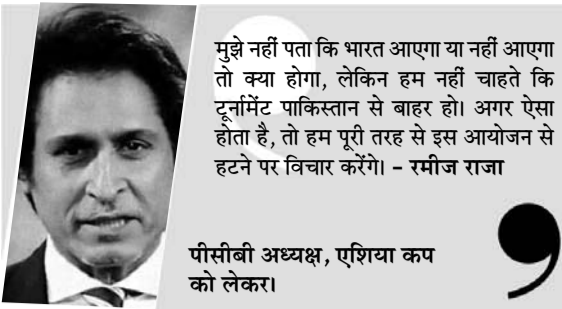 मुझे नहीं पता कि भारत आएगा या नहीं आएगा
तो क्या होगा, लेकिन हम नहीं चाहते कि
टूर्नामेंट पाकिस्तान से बाहर हो। अगर ऐसा
होता है, तो हम पूरी तरह से इस आयोजन से
हटने पर विचार करेंगे। – रमीज राजा
पीसीबी अध्यक्ष, एशिया कप
को लेकर।